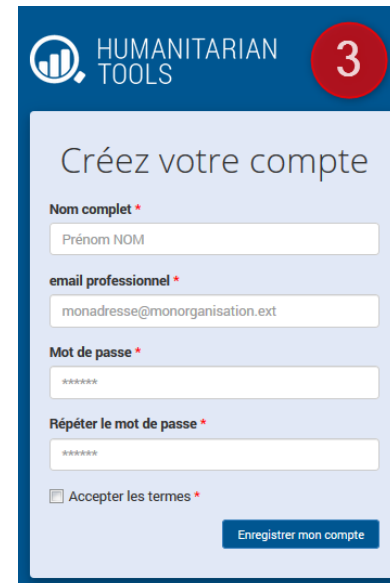 HUMANITARIAN
TOOLS
3
Créez votre compte
Nom complet *
Prénom NOM
email professionnel *
monadresse@monorganisation.ext
Mot de passe *
******
Répéter le mot de passe *
******
Accepter les termes *
Enregistrer mon compte